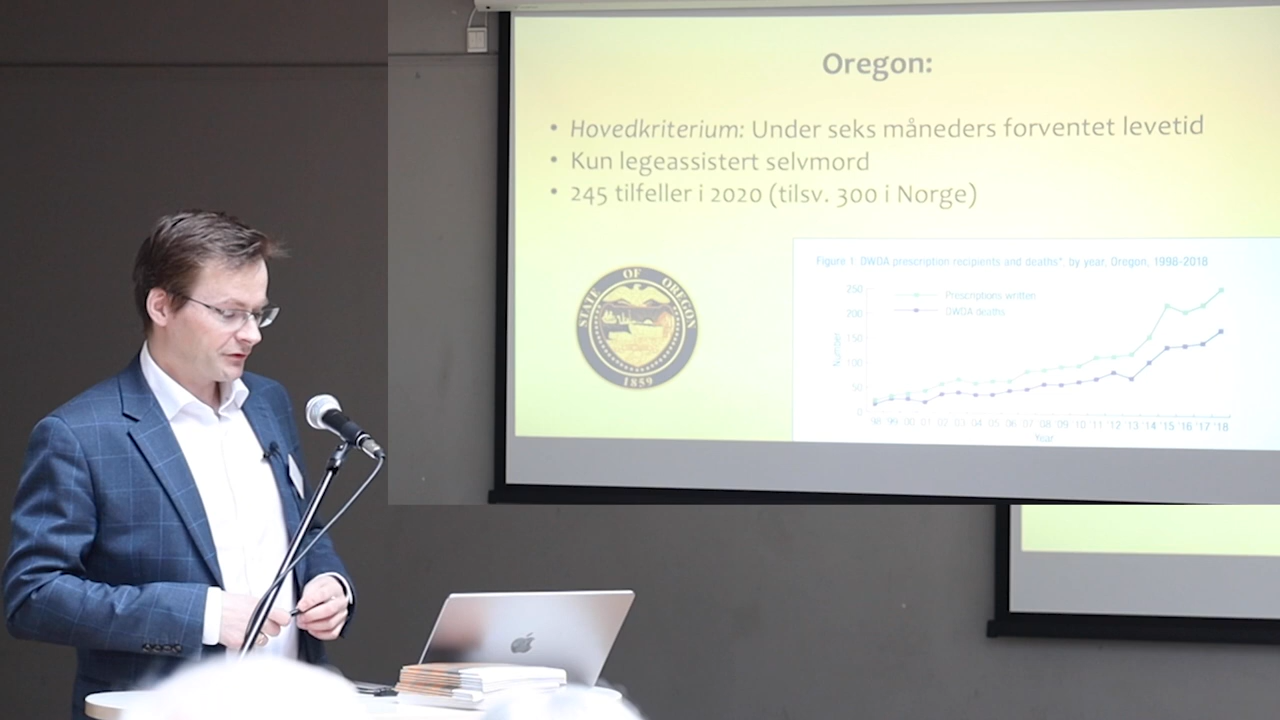 Oregon:
• Hovedkriterium: Under seks måneders forventet levetid
• Kun legeassistert selvmord
• 245 tilfeller i 2020 (tilsv. 300 i Norge)
STATE OF OREGON
1859
Figure 1: DWDA prescription recipients and deaths*, by year, Oregon, 1998-2018
Prescriptions written
DWDA deaths
Number
250
200
150
100
50
0
'98 '99 '00 '01 '02 '03 '04 '05 '06 '07 '08 '09 '10 '11 '12 '13 '14 '15 '16 '17 '18
Year